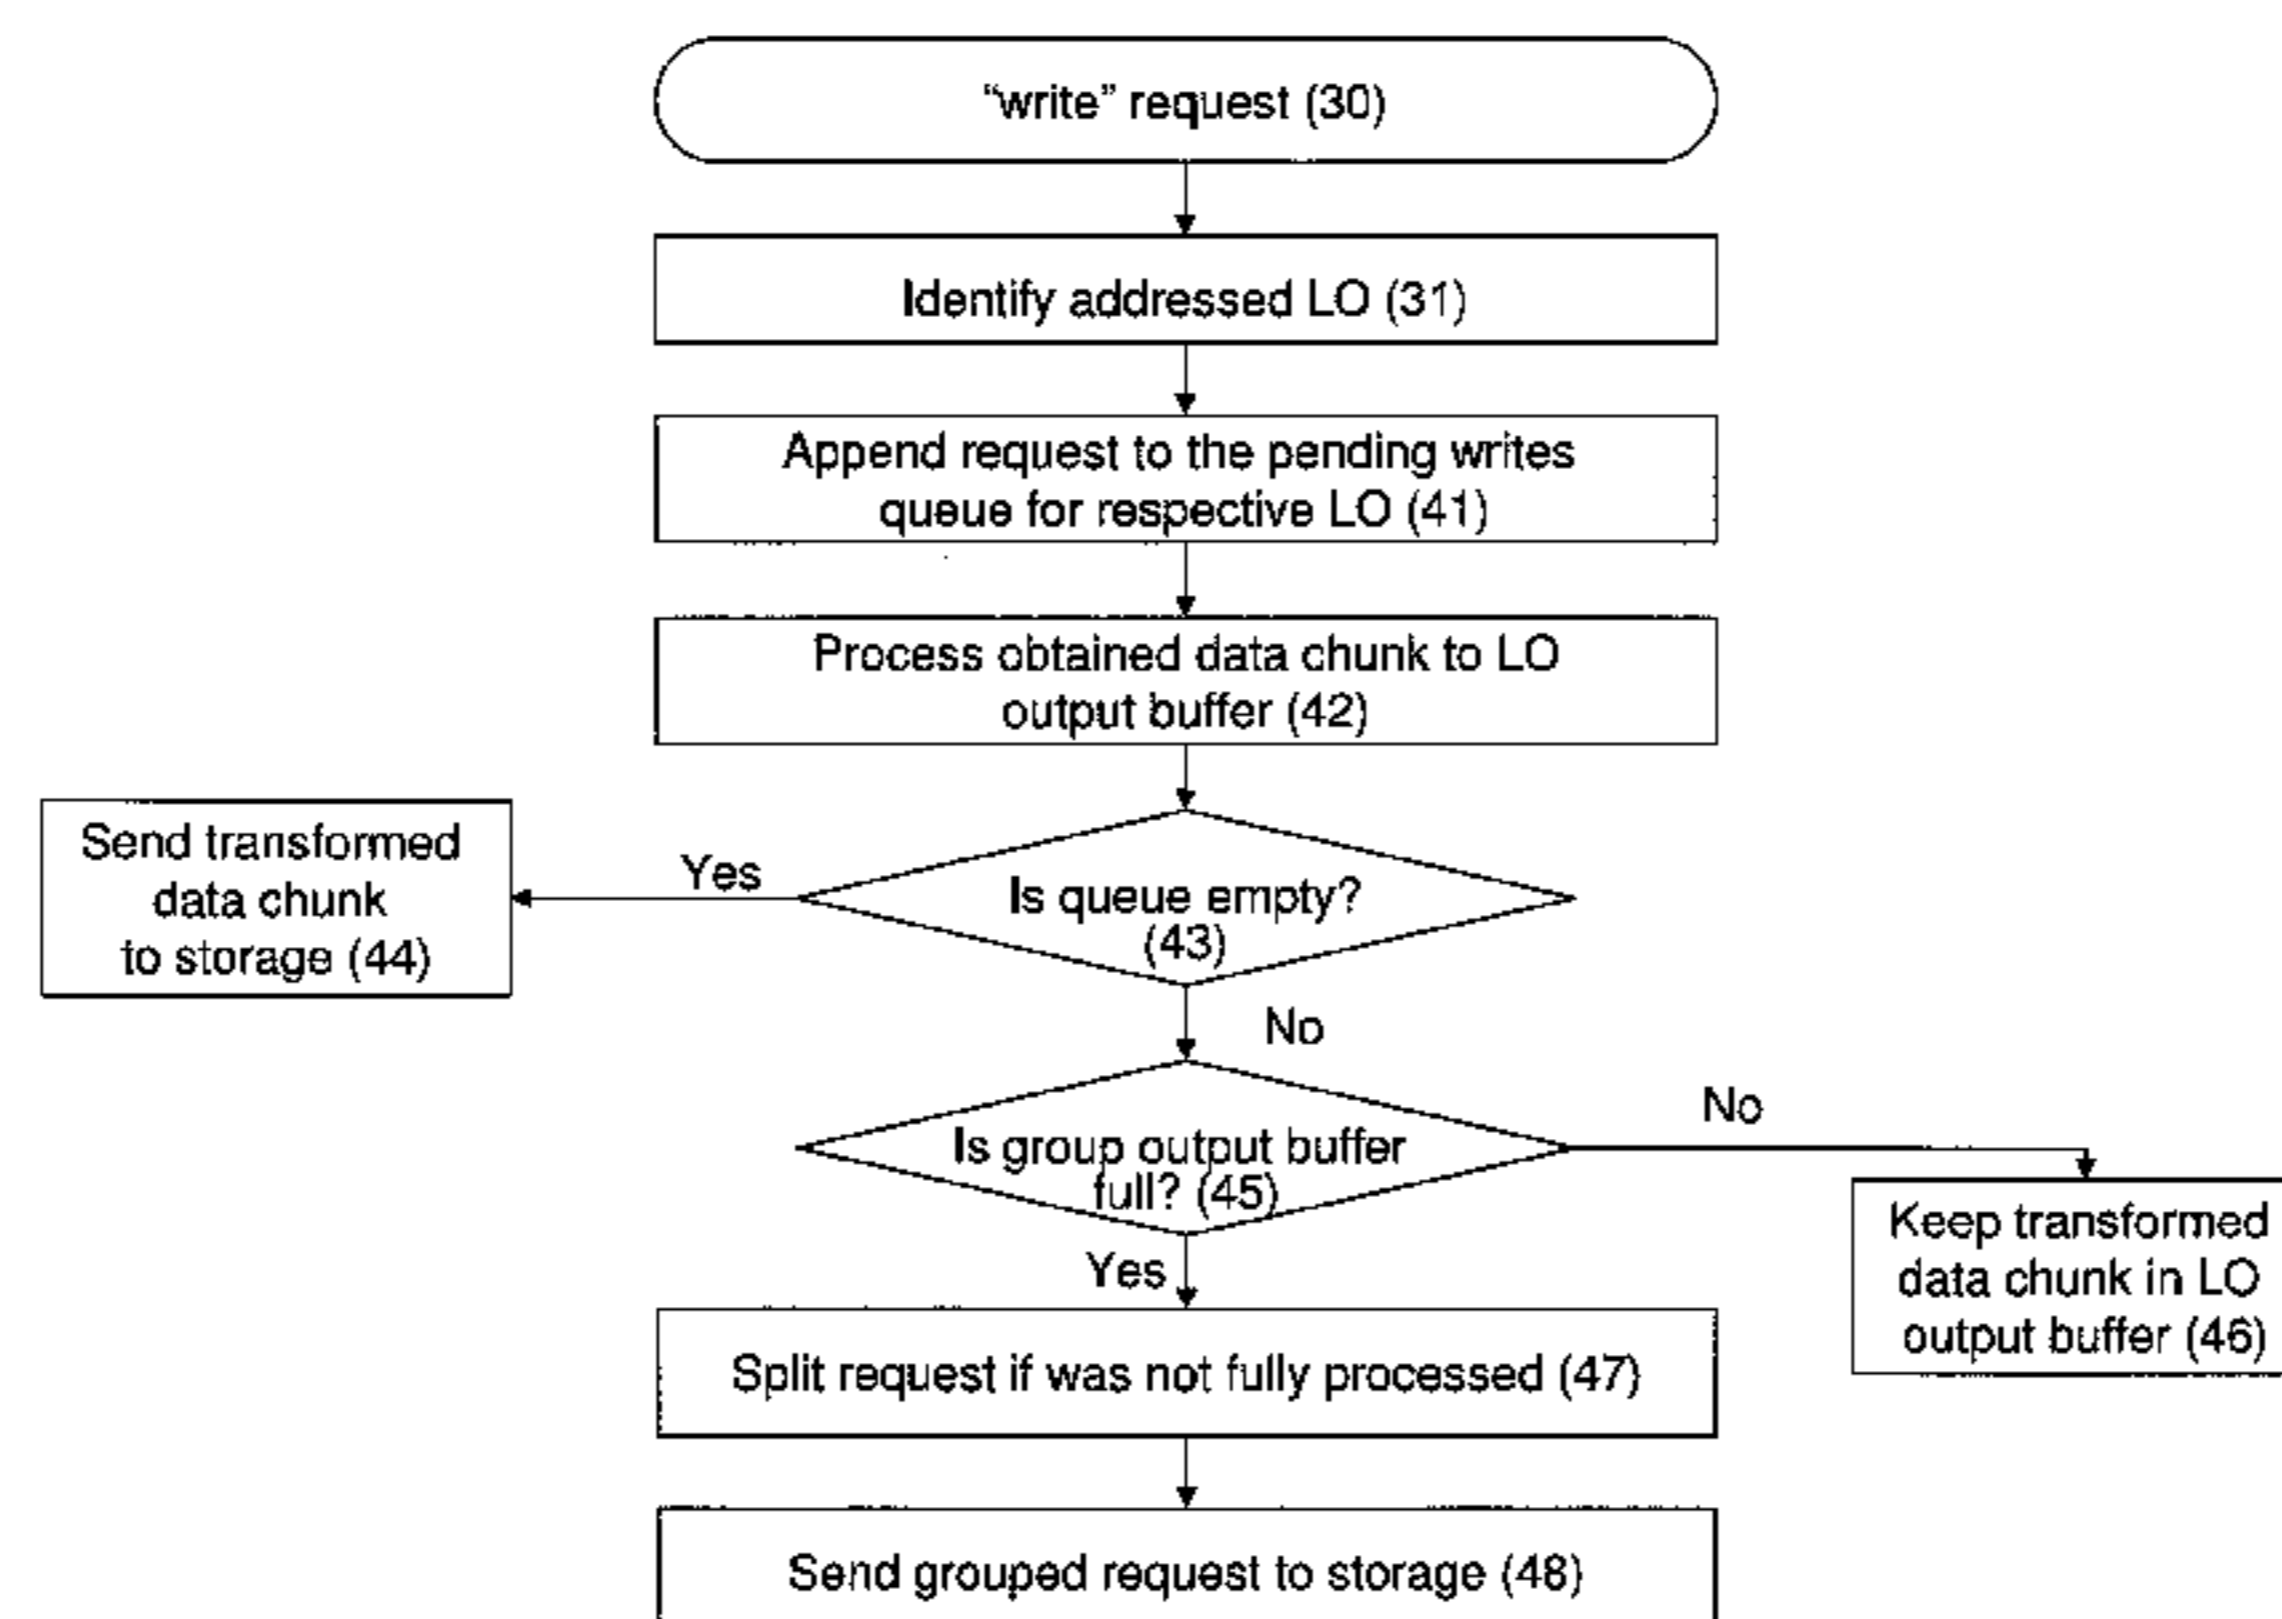 “write” request (30)
Identify addressed LO (31)
Append request to the pending writes
queue for respective LO (41)
Process obtained data chunk to LO
output buffer (42)
Send transformed
data chunk
to storage (44)
Yes
Is queue empty?
(43)
No
Is group output buffer
full? (45)
No
Keep transformed
data chunk in LO
output buffer (46)
Yes
Split request if was not fully processed (47)
Send grouped request to storage (48)